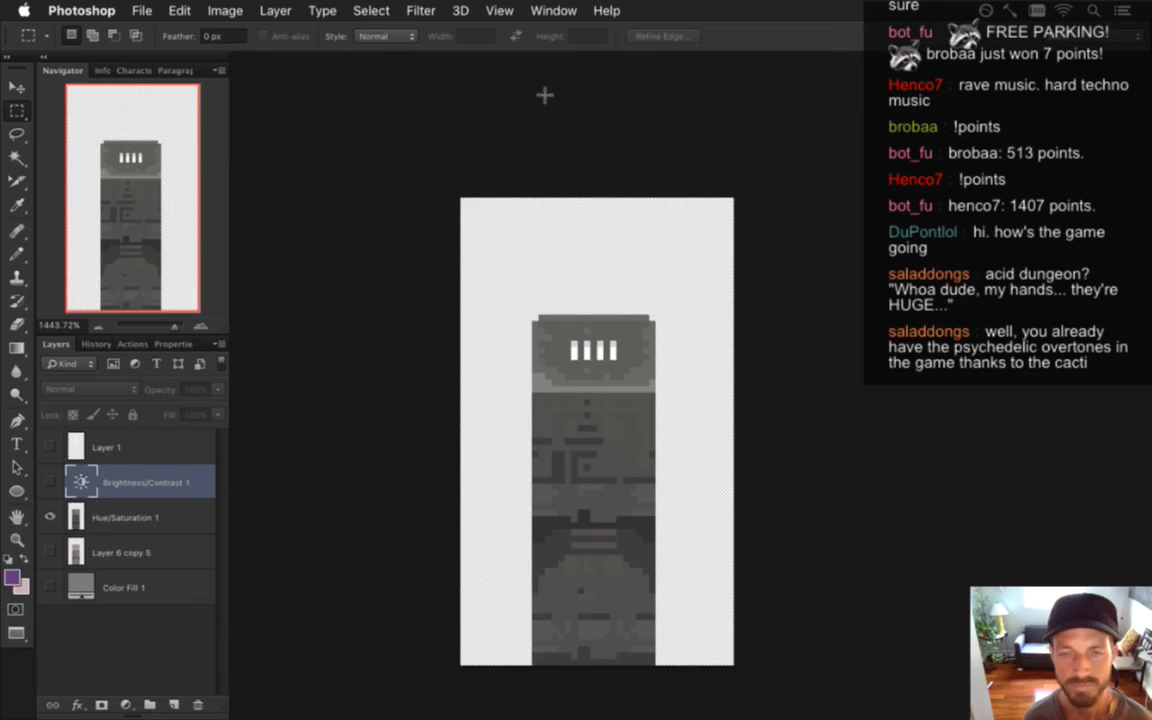 Photoshop File Edit Image Layer Type Select Filter 3D View Window Help
sure
Feather: 0 px Anti-alias Style: Normal Width: Height: Refine Edge...
bot_fu FREE PARKING!
brobaa just won 7 points!
Navigator Info Characte Paragrap
Henco7 : rave music. hard techno
music
brobaa : !points
bot_fu : brobaa: 513 points.
Henco7 : !points
bot_fu : henco7: 1407 points.
DuPontlol : hi. how's the game
going
saladdongs : acid dungeon?
"Whoa dude, my hands... they're
HUGE..."
saladdongs : well, you already
have the psychedelic overtones in
the game thanks to the cacti
1443.72%
Layers History Actions Propertie
Kind
Normal Opacity: 100%
Lock: Fill: 100%
Layer 1
Brightness/Contrast 1
Hue/Saturation 1
Layer 6 copy 5
Color Fill 1